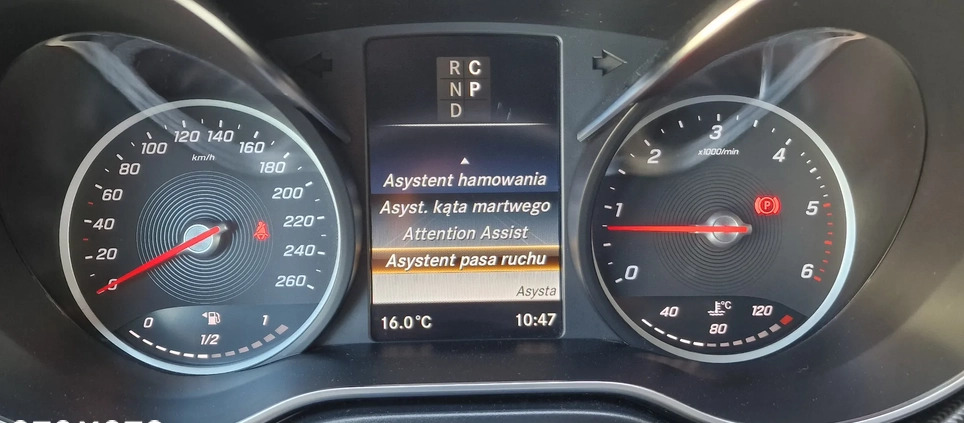 R C
N P
D
100 120 140
80 km/h 160
60 180
40 200
20 220
0 240
260
0 1
1/2
Asystent hamowania
Asyst. kąta martwego
Attention Assist
Asystent pasa ruchu
Asysta
16.0°C 10:47
3
2 x1000/min 4
1 P 5
0 6
40 °C 120
80